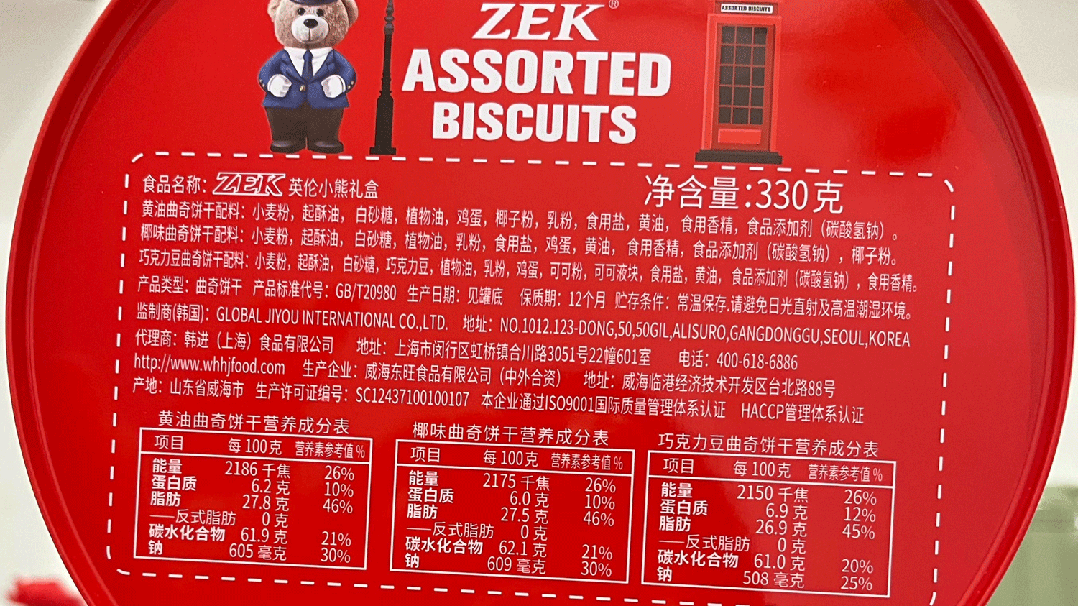 ZEK®
ASSORTED
BISCUITS
ASSORTED BISCUITS
食品名称：ZEK 英伦小熊礼盒 净含量:330克
黄油曲奇饼干配料：小麦粉，起酥油，白砂糖，植物油，鸡蛋，椰子粉，乳粉，食用盐，黄油，食用香精，食品添加剂（碳酸氢钠）。
椰味曲奇饼干配料：小麦粉，起酥油，白砂糖，植物油，乳粉，食用盐，鸡蛋，黄油，食用香精，食品添加剂（碳酸氢钠），椰子粉。
巧克力豆曲奇饼干配料：小麦粉，起酥油，白砂糖，巧克力豆，植物油，乳粉，鸡蛋，可可粉，可可液块，食用盐，黄油，食品添加剂（碳酸氢钠），食用香精。
产品类型：曲奇饼干 产品标准代号：GB/T20980 生产日期：见罐底 保质期：12个月 贮存条件：常温保存.请避免日光直射及高温潮湿环境。
监制商(韩国)：GLOBAL JIYOU INTERNATIONAL CO.,LTD. 地址：NO.1012.123-DONG,50,50GIL,ALISURO,GANGDONGGU,SEOUL,KOREA
代理商：韩进（上海）食品有限公司 地址：上海市闵行区虹桥镇合川路3051号22幢601室 电话：400-618-6886
http://www.whhjfood.com 生产企业：威海东旺食品有限公司（中外合资） 地址：威海临港经济技术开发区台北路88号
产地：山东省威海市 生产许可证编号：SC12437100100107 本企业通过ISO9001国际质量管理体系认证 HACCP管理体系认证
黄油曲奇饼干营养成分表
项目 每 100克 营养素参考值 %
能量 2186 千焦 26%
蛋白质 6.2 克 10%
脂肪 27.8 克 46%
——反式脂肪 0 克
碳水化合物 61.9 克 21%
钠 605 毫克 30%
椰味曲奇饼干营养成分表
项目 每 100克 营养素参考值 %
能量 2175 千焦 26%
蛋白质 6.0 克 10%
脂肪 27.5 克 46%
——反式脂肪 0 克
碳水化合物 62.1 克 21%
钠 609 毫克 30%
巧克力豆曲奇饼干营养成分表
项目 每 100克 营养素参考值 %
能量 2150 千焦 26%
蛋白质 6.9 克 12%
脂肪 26.9 克 45%
——反式脂肪 0 克
碳水化合物 61.0 克 20%
钠 508 毫克 25%